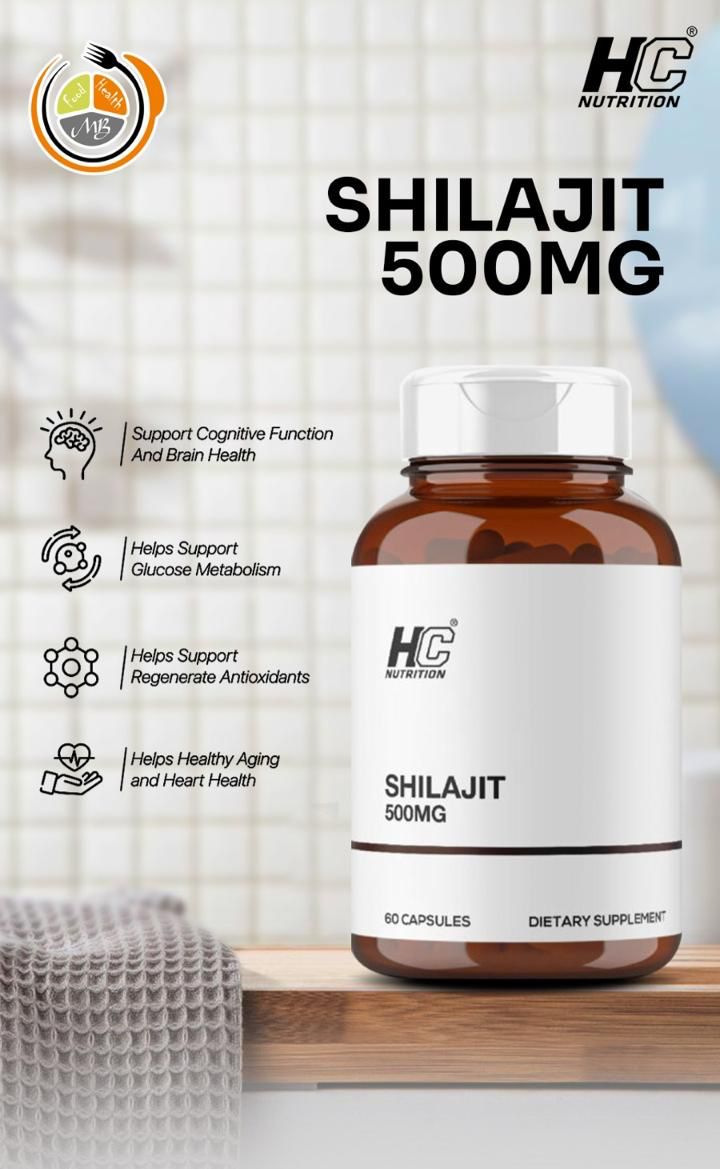 Food
Health
MB
HC®
NUTRITION
SHILAJIT
500MG
Support Cognitive Function
And Brain Health
Helps Support
Glucose Metabolism
Helps Support
Regenerate Antioxidants
Helps Healthy Aging
and Heart Health
HC®
NUTRITION
SHILAJIT
500MG
60 CAPSULES
DIETARY SUPPLEMENT